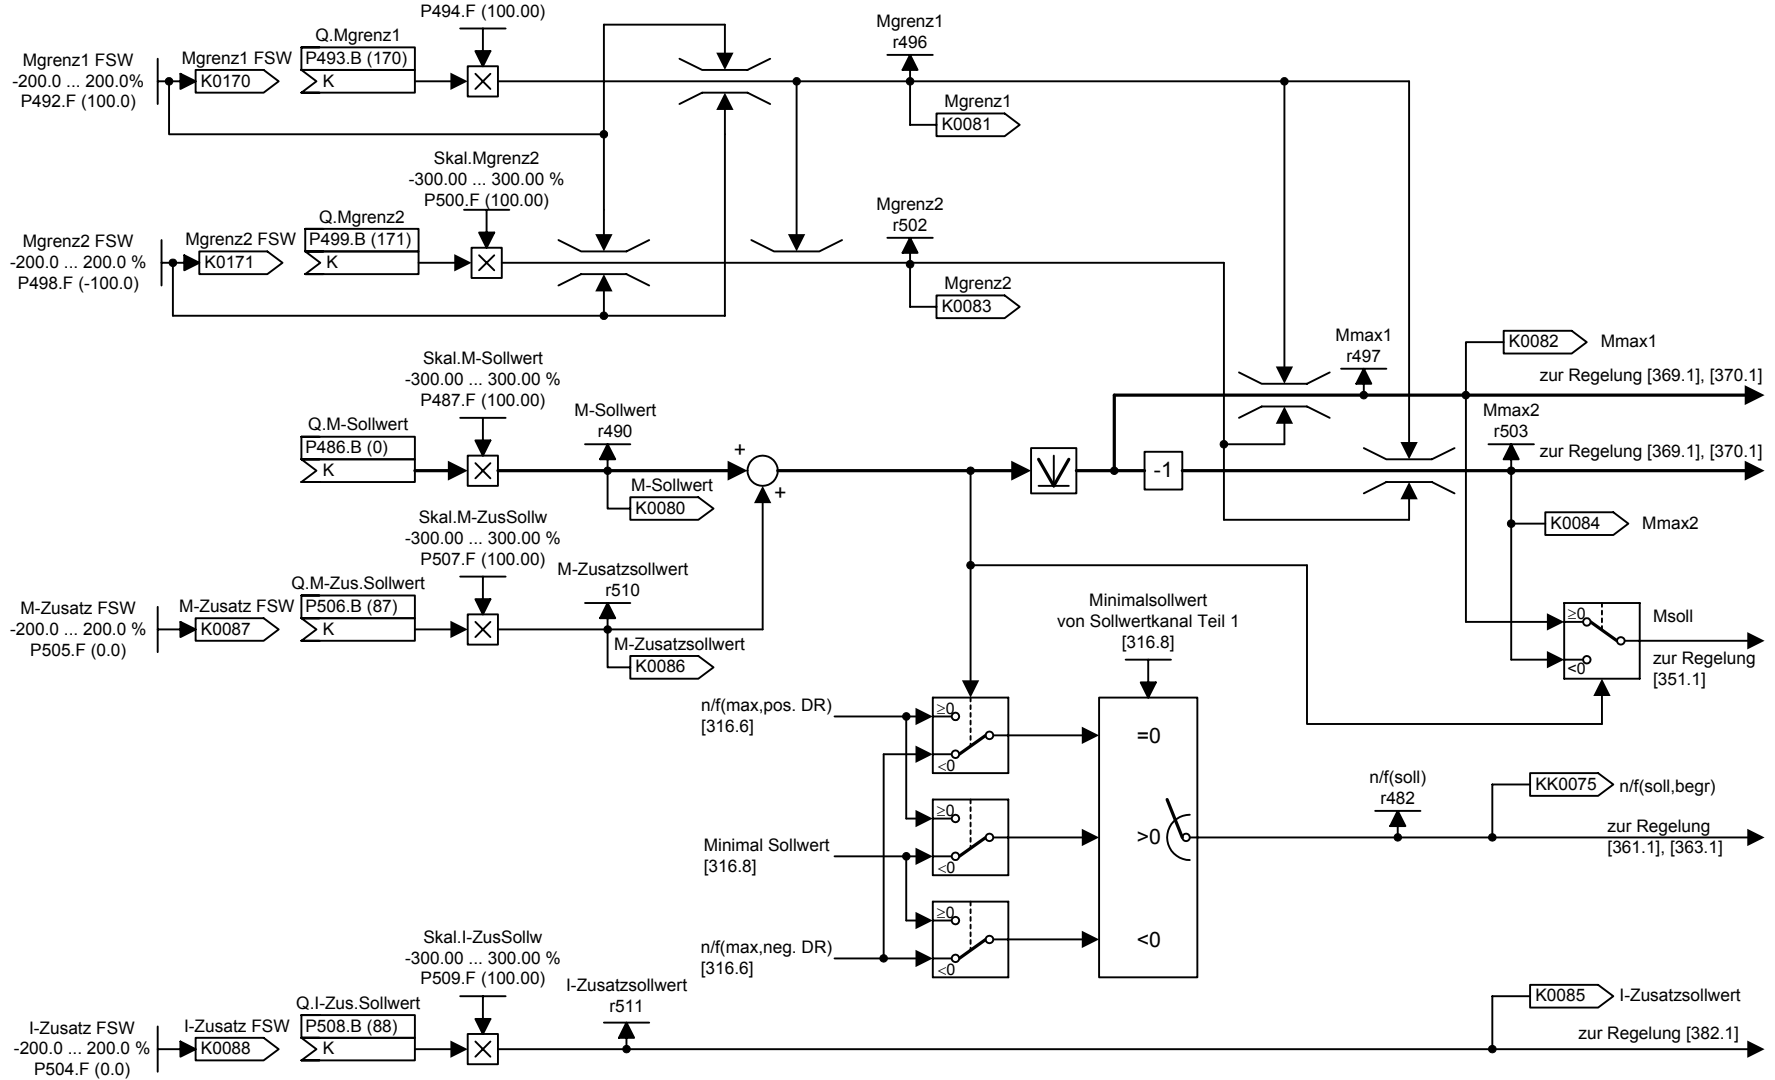 P494.F (100.00)
Mgrenz1 FSW
-200.0 ... 200.0%
P492.F (100.0)
Mgrenz1 FSW
K0170
Q.Mgrenz1
P493.B (170)
K
Mgrenz1
r496
Mgrenz1
K0081
Skal.Mgrenz2
-300.00 ... 300.00 %
P500.F (100.00)
Mgrenz2 FSW
-200.0 ... 200.0 %
P498.F (-100.0)
Mgrenz2 FSW
K0171
Q.Mgrenz2
P499.B (171)
K
Mgrenz2
r502
Mgrenz2
K0083
Skal.M-Sollwert
-300.00 ... 300.00 %
P487.F (100.00)
Q.M-Sollwert
P486.B (0)
K
M-Sollwert
r490
M-Sollwert
K0080
+
+
-1
Mmax1
r497
K0082
Mmax1
zur Regelung [369.1], [370.1]
Mmax2
r503
zur Regelung [369.1], [370.1]
K0084
Mmax2
Skal.M-ZusSollw
-300.00 ... 300.00 %
P507.F (100.00)
M-Zusatz FSW
-200.0 ... 200.0 %
P505.F (0.0)
M-Zusatz FSW
K0087
Q.M-Zus.Sollwert
P506.B (87)
K
M-Zusatzsollwert
r510
M-Zusatzsollwert
K0086
≥0
<0
Msoll
zur Regelung
[351.1]
Minimalsollwert
von Sollwertkanal Teil 1
[316.8]
n/f(max,pos. DR)
[316.6]
≥0
<0
=0
Minimal Sollwert
[316.8]
≥0
<0
>0
n/f(max,neg. DR)
[316.6]
≥0
<0
<0
n/f(soll)
r482
KK0075
n/f(soll,begr)
zur Regelung
[361.1], [363.1]
Skal.I-ZusSollw
-300.00 ... 300.00 %
P509.F (100.00)
I-Zusatz FSW
-200.0 ... 200.0 %
P504.F (0.0)
I-Zusatz FSW
K0088
Q.I-Zus.Sollwert
P508.B (88)
K
I-Zusatzsollwert
r511
K0085
I-Zusatzsollwert
zur Regelung [382.1]